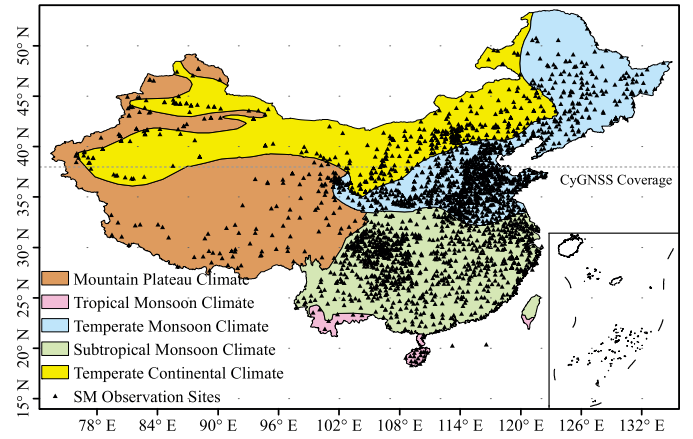 50° N
45° N
40° N
35° N
30° N
25° N
20° N
15° N
CyGNSS Coverage
Mountain Plateau Climate
Tropical Monsoon Climate
Temperate Monsoon Climate
Subtropical Monsoon Climate
Temperate Continental Climate
SM Observation Sites
78° E 84° E 90° E 96° E 102° E 108° E 114° E 120° E 126° E 132° E